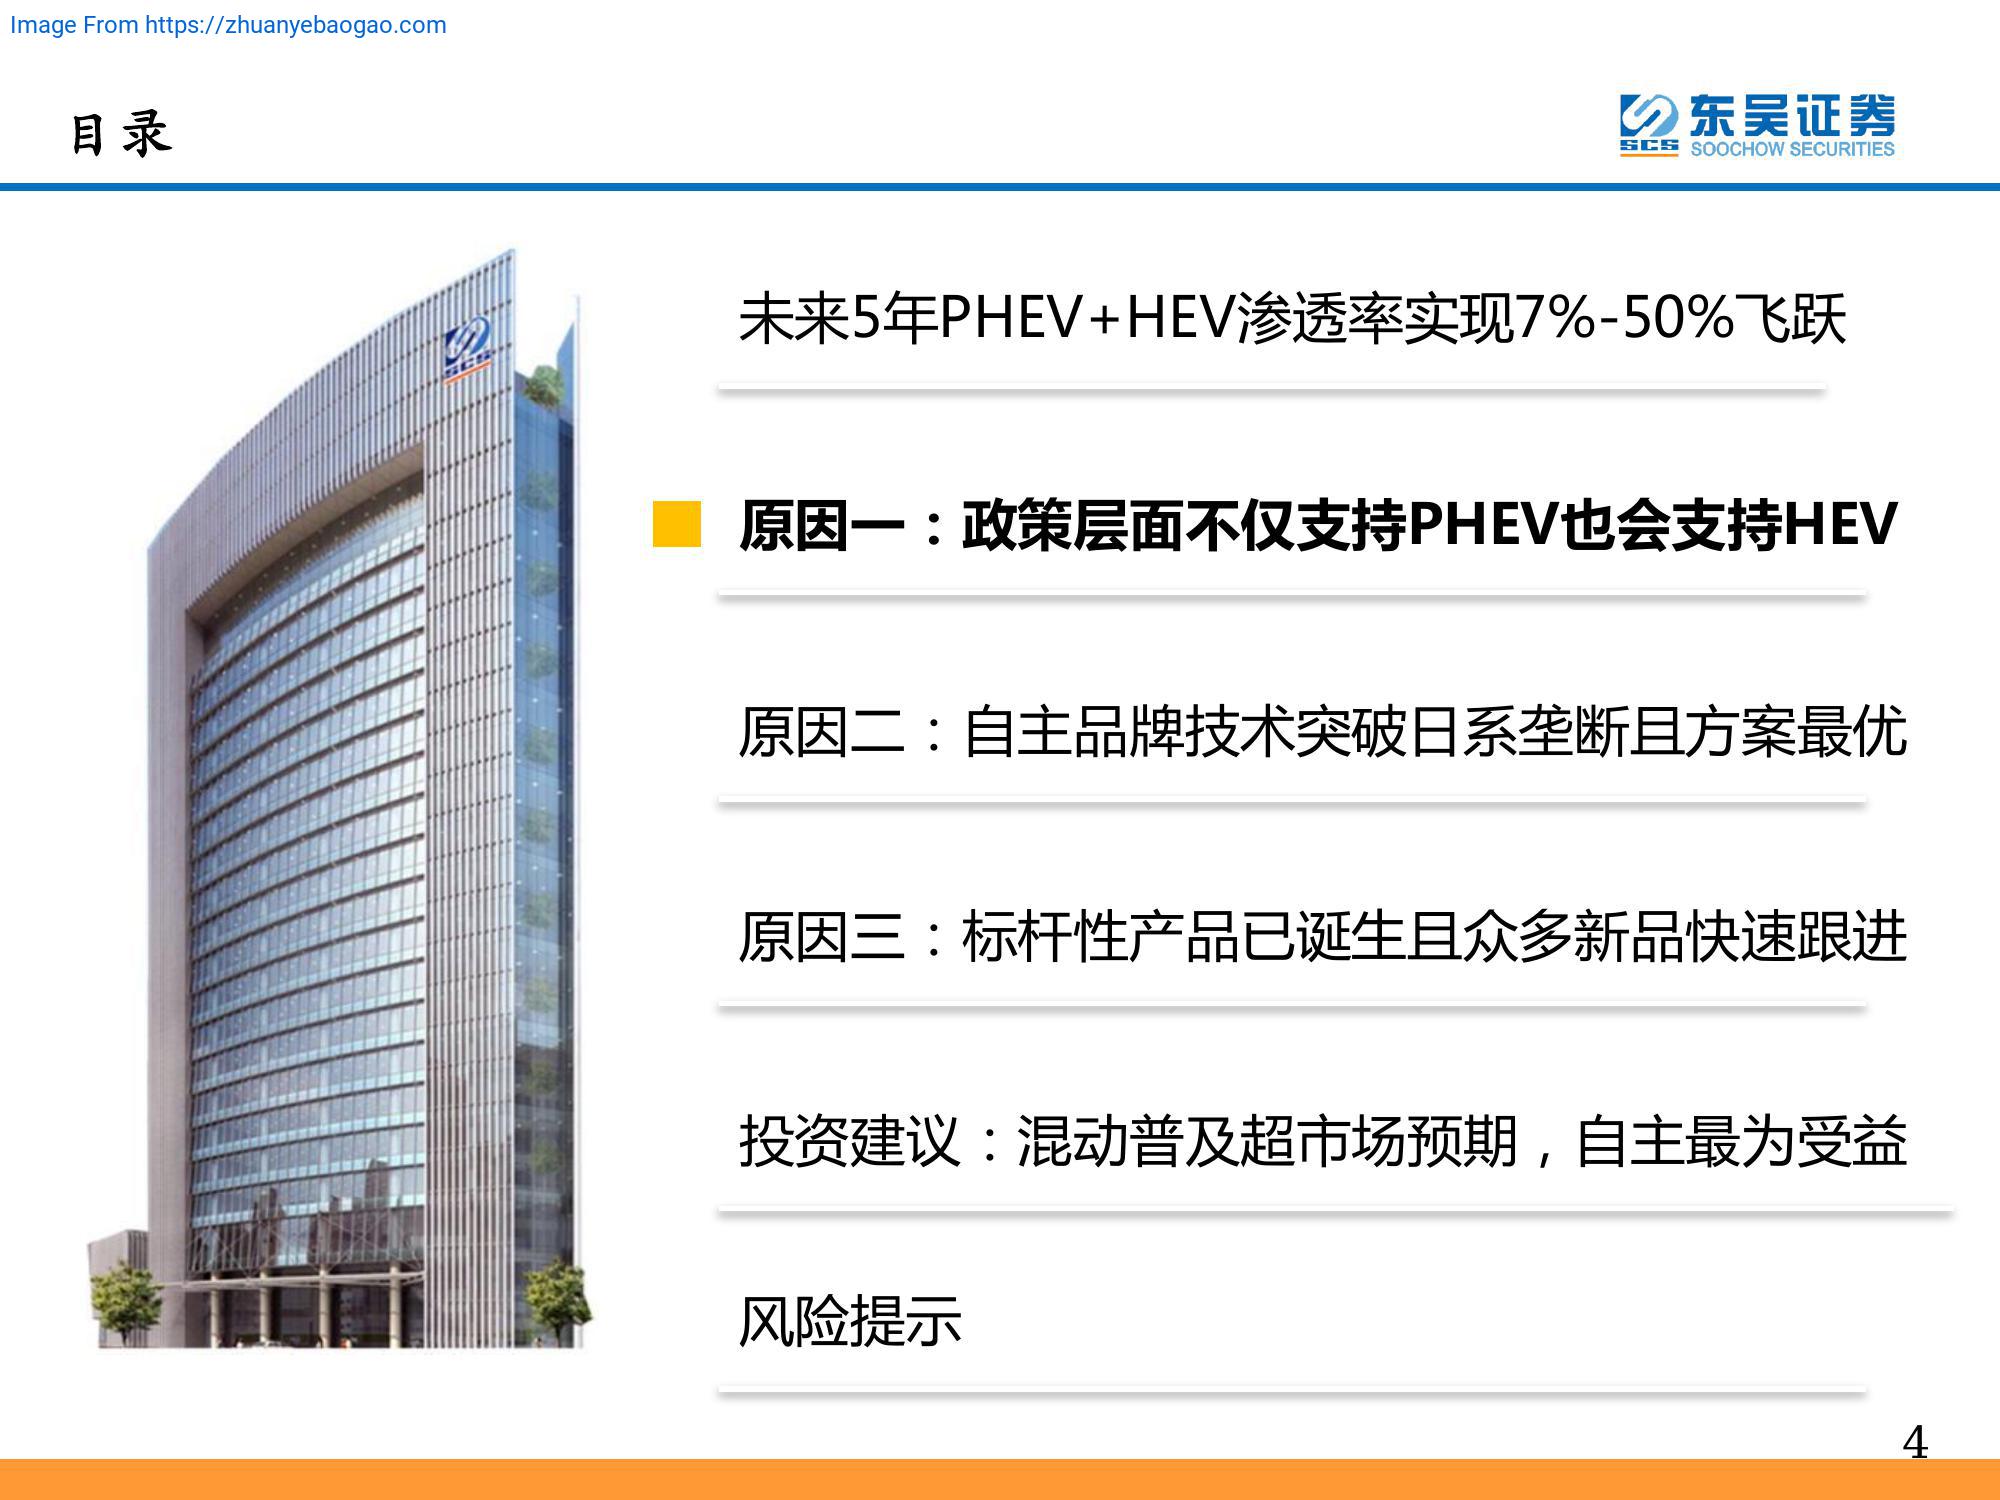 Image From https://zhuanyebaogao.com
目录
东吴证券
SCS
SOOCHOW SECURITIES
SCS
未来5年PHEV+HEV渗透率实现7%-50%飞跃
原因一：政策层面不仅支持PHEV也会支持HEV
原因二：自主品牌技术突破日系垄断且方案最优
原因三：标杆性产品已诞生且众多新品快速跟进
投资建议：混动普及超市场预期，自主最为受益
风险提示
4